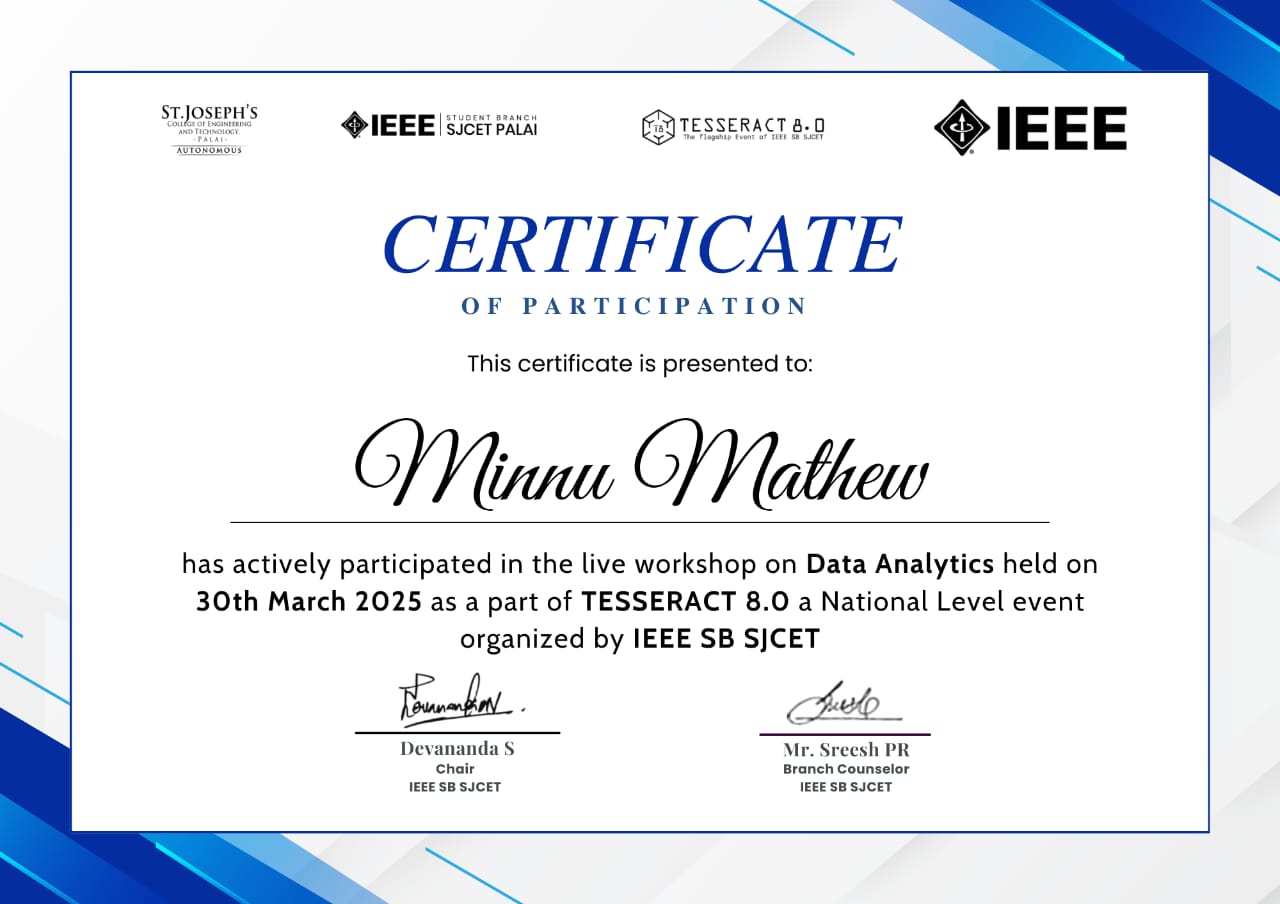 ST.JOSEPH'S
COLLEGE OF ENGINEERING
AND TECHNOLOGY,
-PALAI-
AUTONOMOUS
IEEE STUDENT BRANCH
SJCET PALAI
TESSERACT 8.0
The flagship Event of IEEE SB SJCET
IEEE
CERTIFICATE
OF PARTICIPATION
This certificate is presented to:
Minnu Mathew
has actively participated in the live workshop on Data Analytics held on
30th March 2025 as a part of TESSERACT 8.0 a National Level event
organized by IEEE SB SJCET
Devananda S
Chair
IEEE SB SJCET
Mr. Sreesh PR
Branch Counselor
IEEE SB SJCET